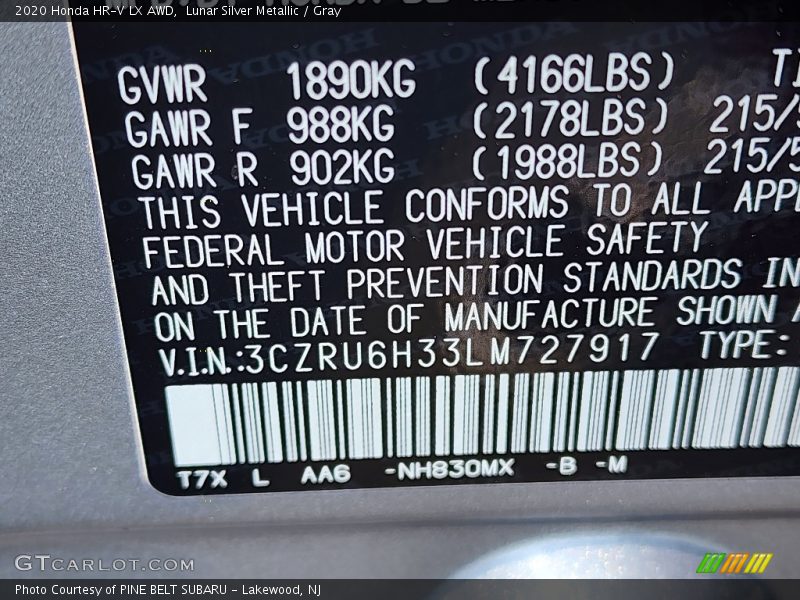 2020 Honda HR-V LX AWD, Lunar Silver Metallic / Gray
GVWR 1890KG (4166LBS)
GAWR F 988KG (2178LBS) 215/
GAWR R 902KG (1988LBS) 215/5
THIS VEHICLE CONFORMS TO ALL
FEDERAL MOTOR VEHICLE SAFETY
AND THEFT PREVENTION STANDARDS IN
ON THE DATE OF MANUFACTURE SHOWN
V.I.N.:3CZRU6H33LM727917 TYPE:
T7X L AA6 -NH830MX -B -M
GTCARLOT.COM
Photo Courtesy of PINE BELT SUBARU - Lakewood, NJ